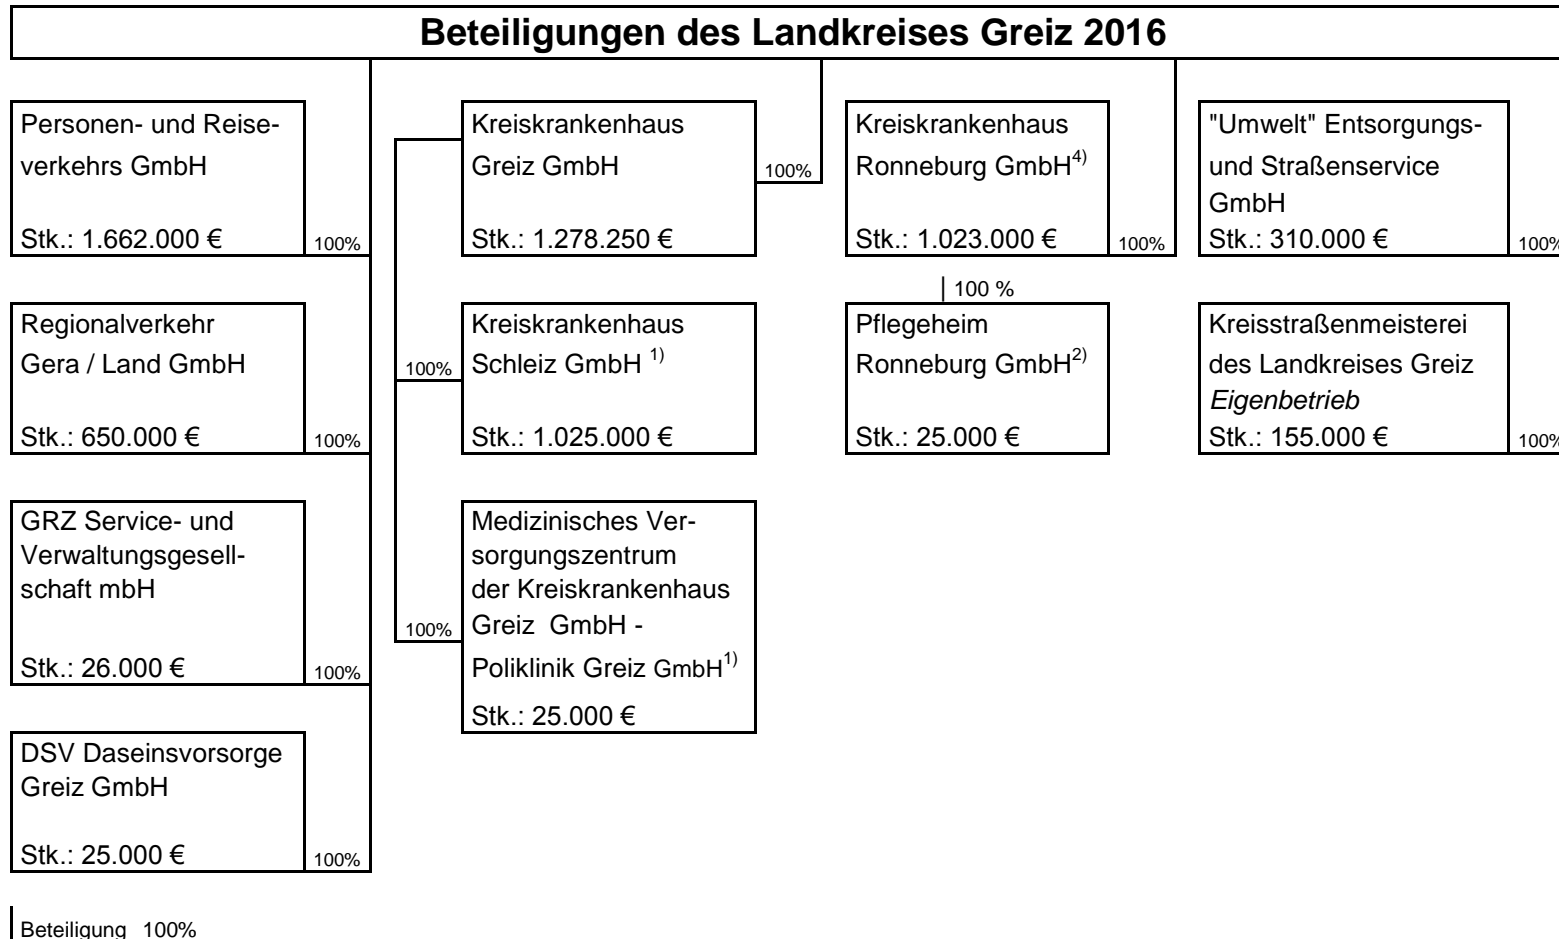 Beteiligungen des Landkreises Greiz 2016
Personen- und Reise-
verkehrs GmbH
Stk.: 1.662.000 €
100%
Regionalverkehr
Gera / Land GmbH
Stk.: 650.000 €
100%
GRZ Service- und
Verwaltungsgesell-
schaft mbH
Stk.: 26.000 €
100%
DSV Daseinsvorsorge
Greiz GmbH
Stk.: 25.000 €
100%
Kreiskrankenhaus
Greiz GmbH
Stk.: 1.278.250 €
100%
100%
Kreiskrankenhaus
Schleiz GmbH 1)
Stk.: 1.025.000 €
100%
Medizinisches Ver-
sorgungszentrum
der Kreiskrankenhaus
Greiz GmbH -
Poliklinik Greiz GmbH1)
Stk.: 25.000 €
Kreiskrankenhaus
Ronneburg GmbH4)
Stk.: 1.023.000 €
100%
100 %
Pflegeheim
Ronneburg GmbH2)
Stk.: 25.000 €
"Umwelt" Entsorgungs-
und Straßenservice
GmbH
Stk.: 310.000 €
100%
Kreisstraßenmeisterei
des Landkreises Greiz
Eigenbetrieb
Stk.: 155.000 €
100%
Beteiligung 100%